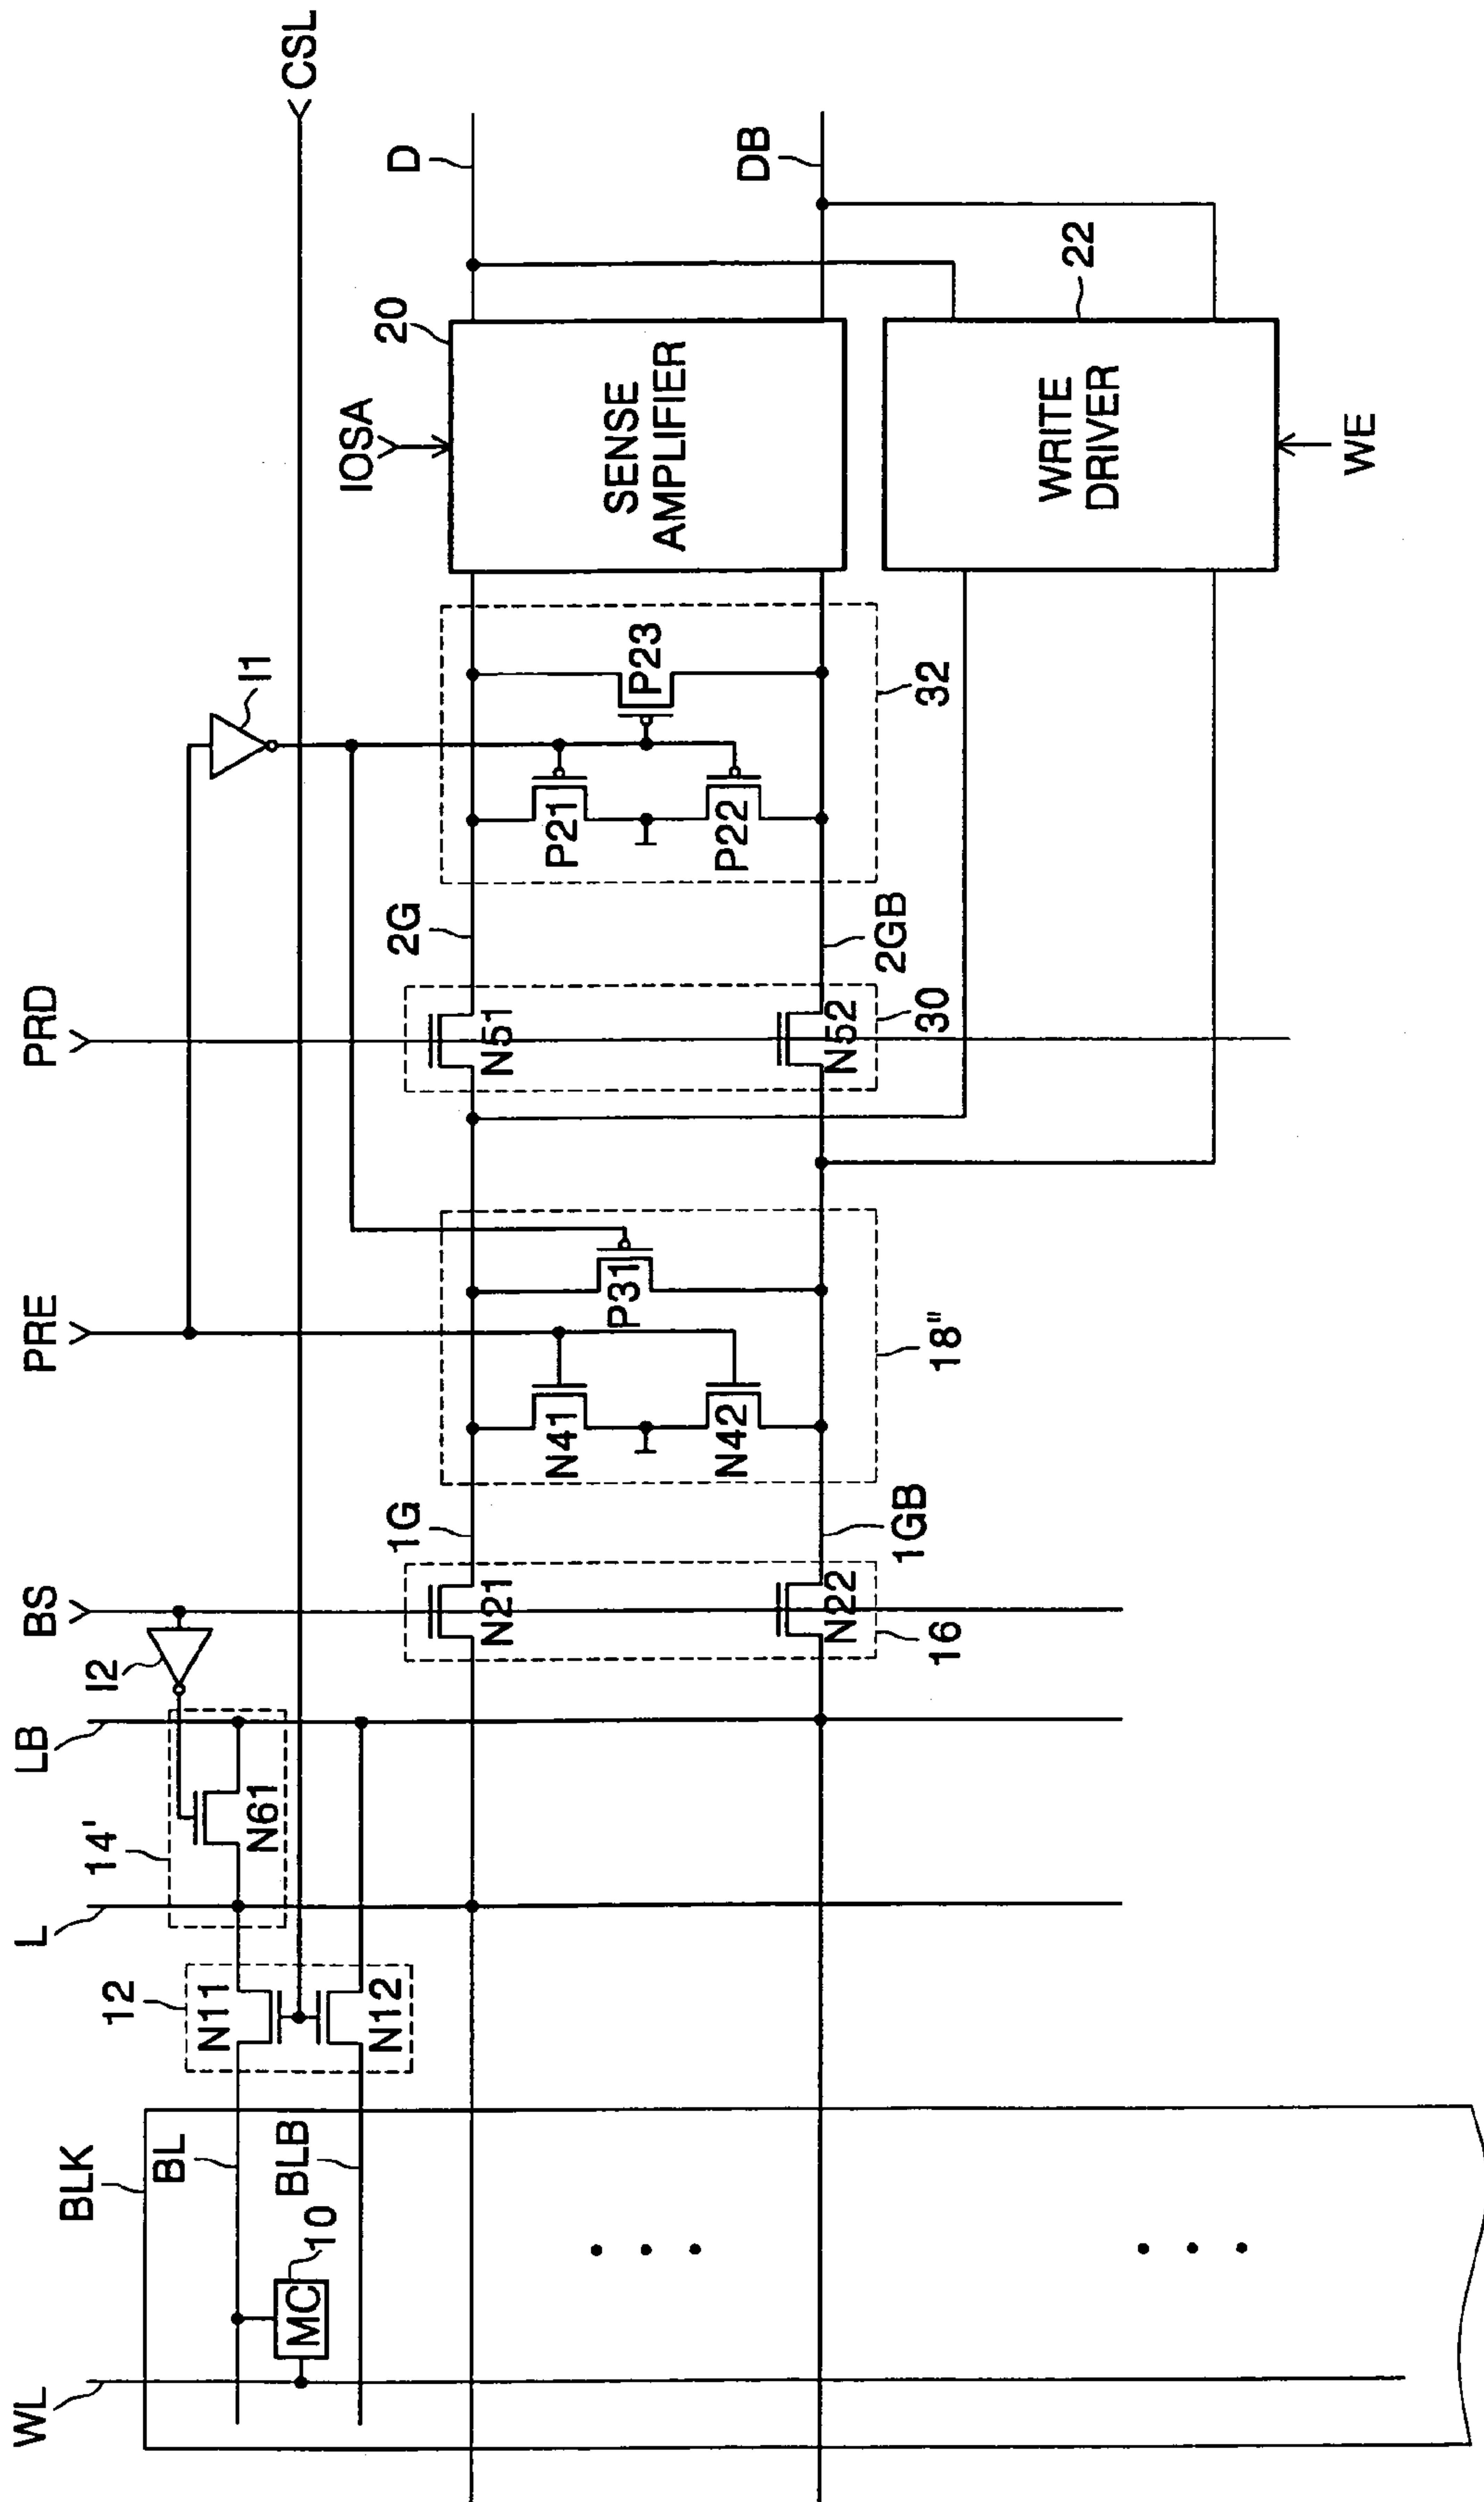 WL
BLK
BL
BLB
10
MC
12
N11
N12
L
14'
N61
LB
I2
BS
N21
N22
16
1G
1GB
PRE
N41
N42
P31
18"
PRD
N51
N52
30
2G
2GB
I1
P21
P22
P23
32
IOSA
20
SENSE
AMPLIFIER
WRITE
DRIVER
22
WE
D
DB
CSL